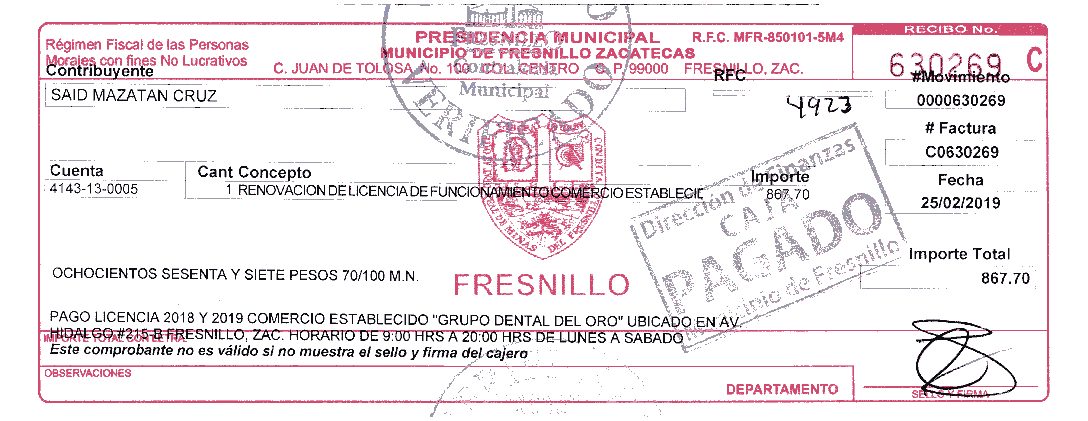 PRESIDENCIA MUNICIPAL
R.F.C. MFR-850101-5M4
RECIBO No.
Régimen Fiscal de las Personas
Morales con fines No Lucrativos
MUNICIPIO DE FRESNILLO ZACATECAS
C. JUAN DE TOLOSA No. 100 COL. CENTRO C. P. 99000 FRESNILLO, ZAC.
630269 C
Contribuyente
RFC
#Movimiento
SAID MAZATAN CRUZ
4923
0000630269
Municipal
# Factura
C0630269
Cuenta
Cant Concepto
Importe
Fecha
4143-13-0005
1 RENOVACION DE LICENCIA DE FUNCIONAMIENTO COMERCIO ESTABLECID
867.70
25/02/2019
Dirección de Finanzas
CAJA
PAGADO
Municipio de Fresnillo
Importe Total
867.70
OCHOCIENTOS SESENTA Y SIETE PESOS 70/100 M.N.
FRESNILLO
PAGO LICENCIA 2018 Y 2019 COMERCIO ESTABLECIDO "GRUPO DENTAL DEL ORO" UBICADO EN AV.
HIDALGO #215-B FRESNILLO, ZAC. HORARIO DE 9:00 HRS A 20:00 HRS DE LUNES A SABADO
IMPORTE TOTAL CON LETRA
Este comprobante no es válido si no muestra el sello y firma del cajero
OBSERVACIONES
DEPARTAMENTO
SELLO Y FIRMA